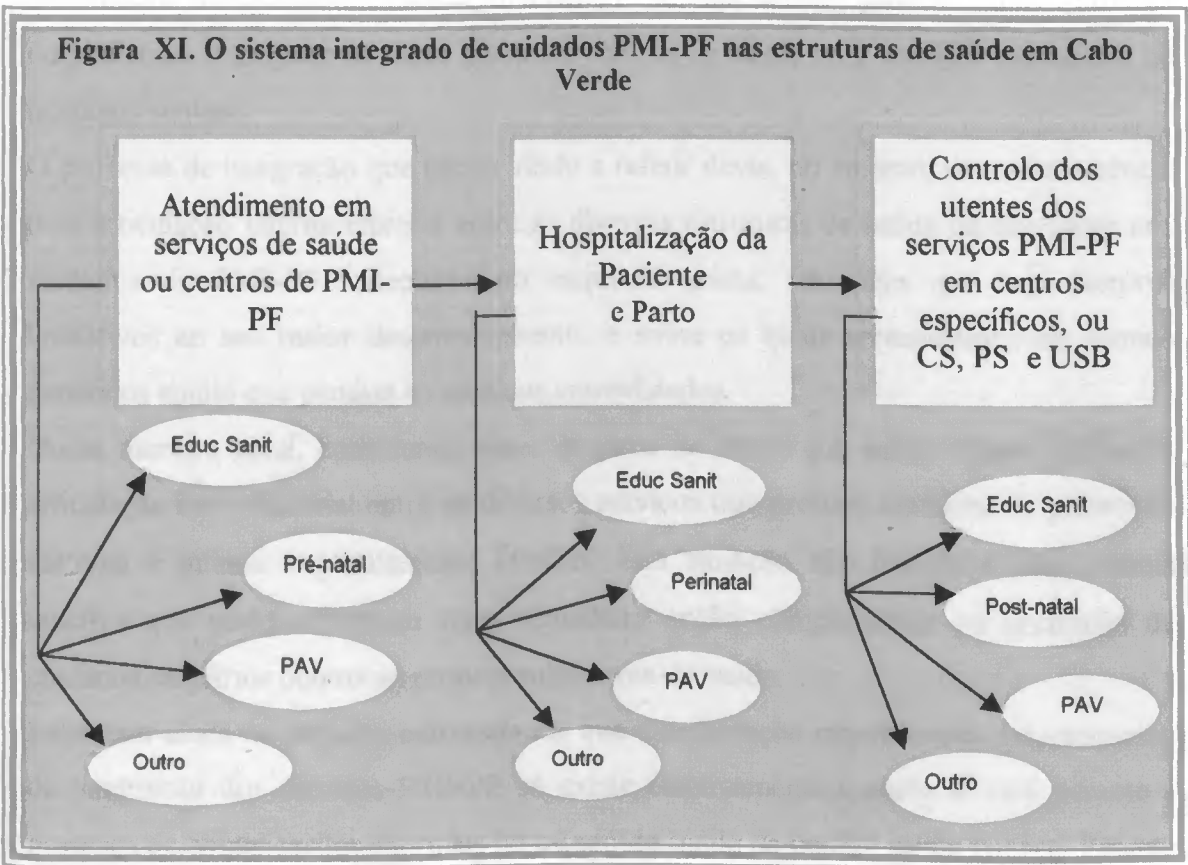 Figura XI. O sistema integrado de cuidados PMI-PF nas estruturas de saúde em Cabo
Verde
Atendimento em
serviços de saúde
ou centros de PMI-
PF
Hospitalização da
Paciente
e Parto
Controlo dos
utentes dos
serviços PMI-PF
em centros
específicos, ou
CS, PS e USB
Educ Sanit
Pré-natal
PAV
Outro
Educ Sanit
Perinatal
PAV
Outro
Educ Sanit
Post-natal
PAV
Outro